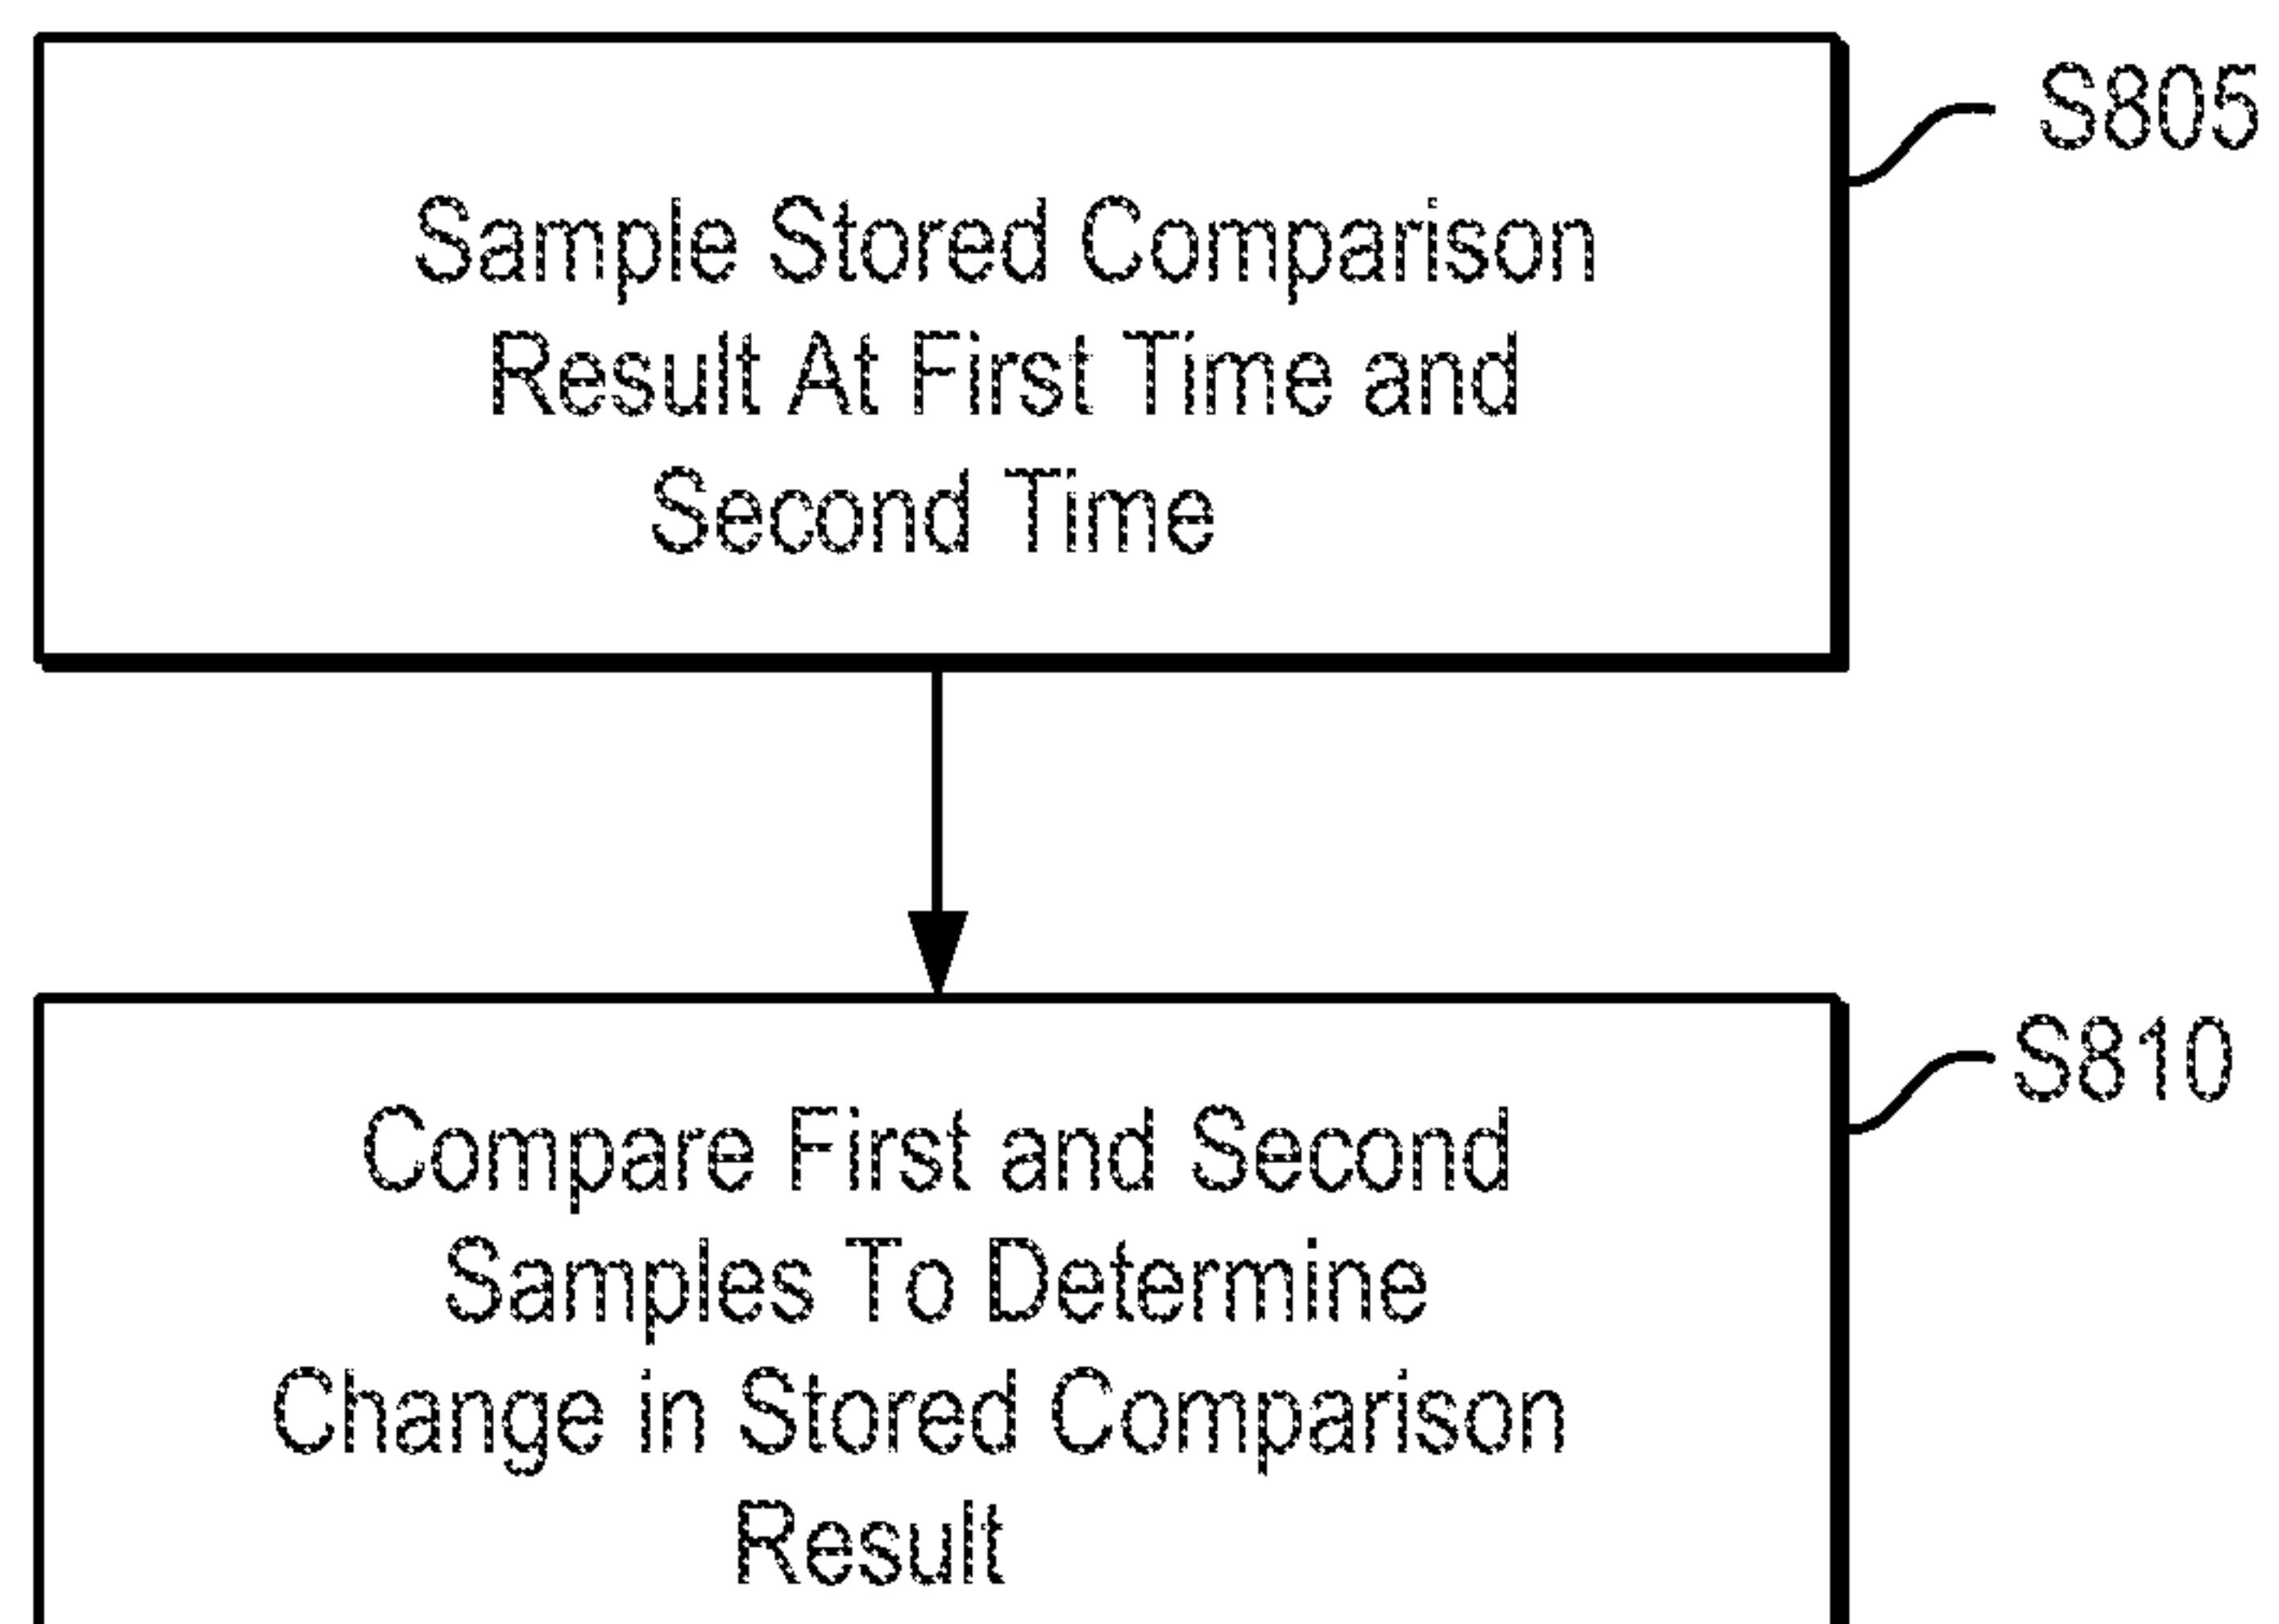 S805
Sample Stored Comparison
Result At First Time and
Second Time
S810
Compare First and Second
Samples To Determine
Change in Stored Comparison
Result